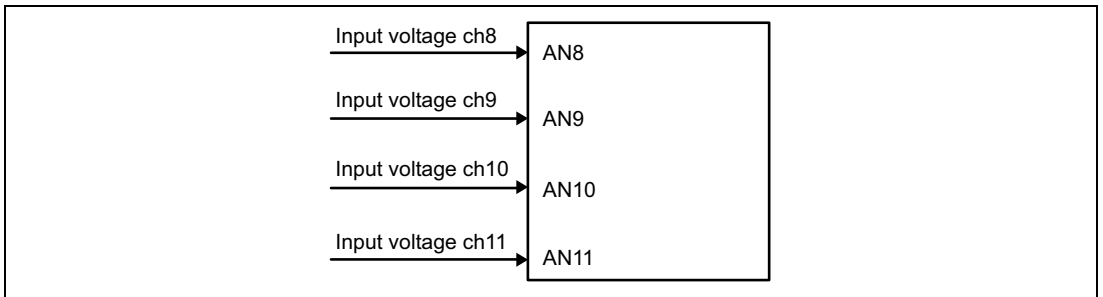 Input voltage ch8
AN8
Input voltage ch9
AN9
Input voltage ch10
AN10
Input voltage ch11
AN11